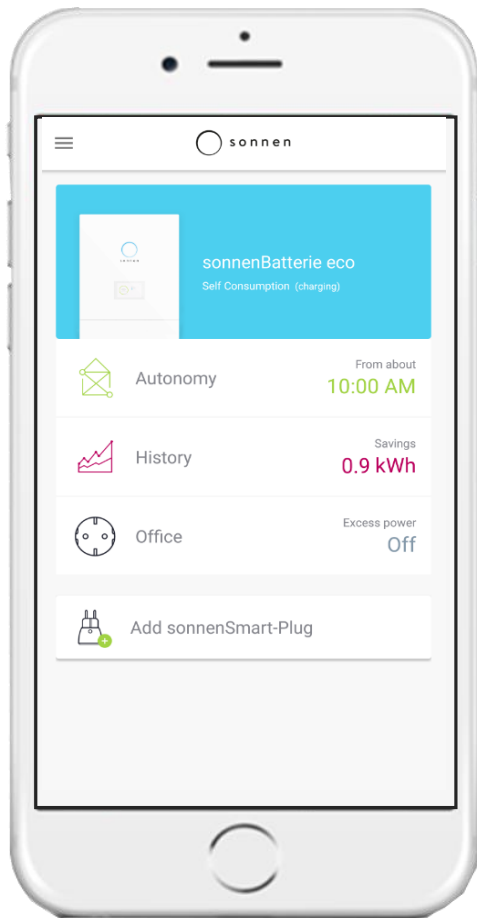 sonnen
sonnen
sonnenBatterie eco
Self Consumption (charging)
Autonomy
From about
10:00 AM
History
Savings
0.9 kWh
Office
Excess power
Off
Add sonnenSmart-Plug